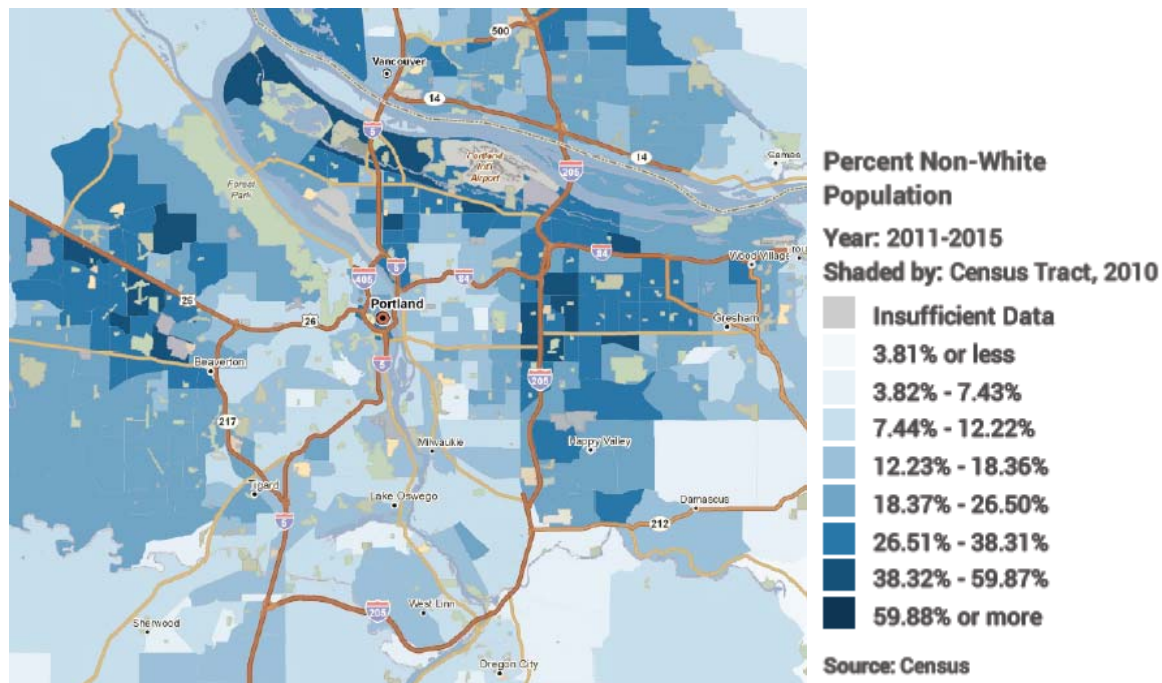 500
Vancouver
14
5
14
Camas
Portland
Intl
Airport
205
Forest
Park
84
Wood Village
Trou
405
5
84
26
Portland
26
Gresham
Beaverton
5
205
217
Milwaukie
Happy Valley
Tigard
Lake Oswego
Damascus
5
212
205
West Linn
Sherwood
Oregon City
Percent Non-White
Population
Year: 2011-2015
Shaded by: Census Tract, 2010
Insufficient Data
3.81% or less
3.82% - 7.43%
7.44% - 12.22%
12.23% - 18.36%
18.37% - 26.50%
26.51% - 38.31%
38.32% - 59.87%
59.88% or more
Source: Census